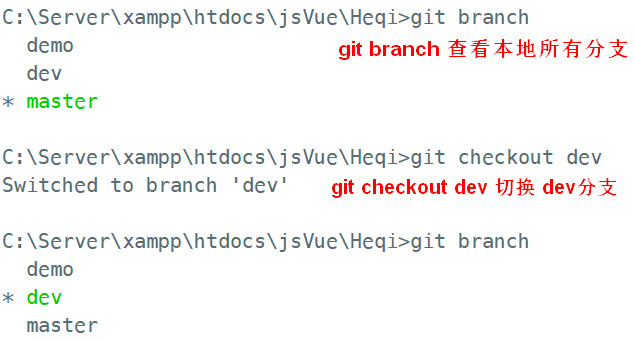 C:\Server\xampp\htdocs\jsVue\Heqi>git branch
demo
git branch 查看本地所有分支
dev
* master
C:\Server\xampp\htdocs\jsVue\Heqi>git checkout dev
Switched to branch 'dev'
git checkout dev 切换 dev分支
C:\Server\xampp\htdocs\jsVue\Heqi>git branch
demo
* dev
master